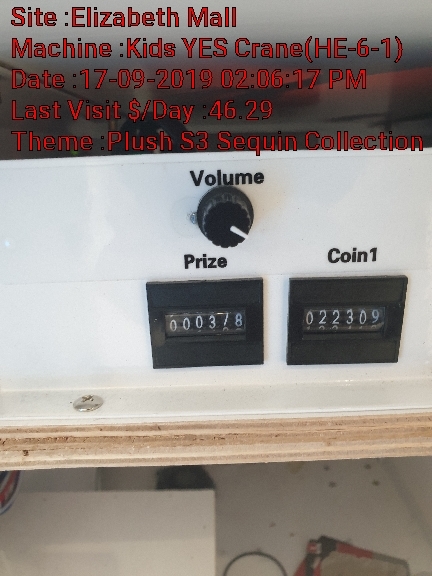 Site :Elizabeth Mall
Machine :Kids YES Crane(HE-6-1)
Date :17-09-2019 02:06:17 PM
Last Visit $/Day :46.29
Theme :Plush S3 Sequin Collection
Volume
Prize
Coin1
000378
022309